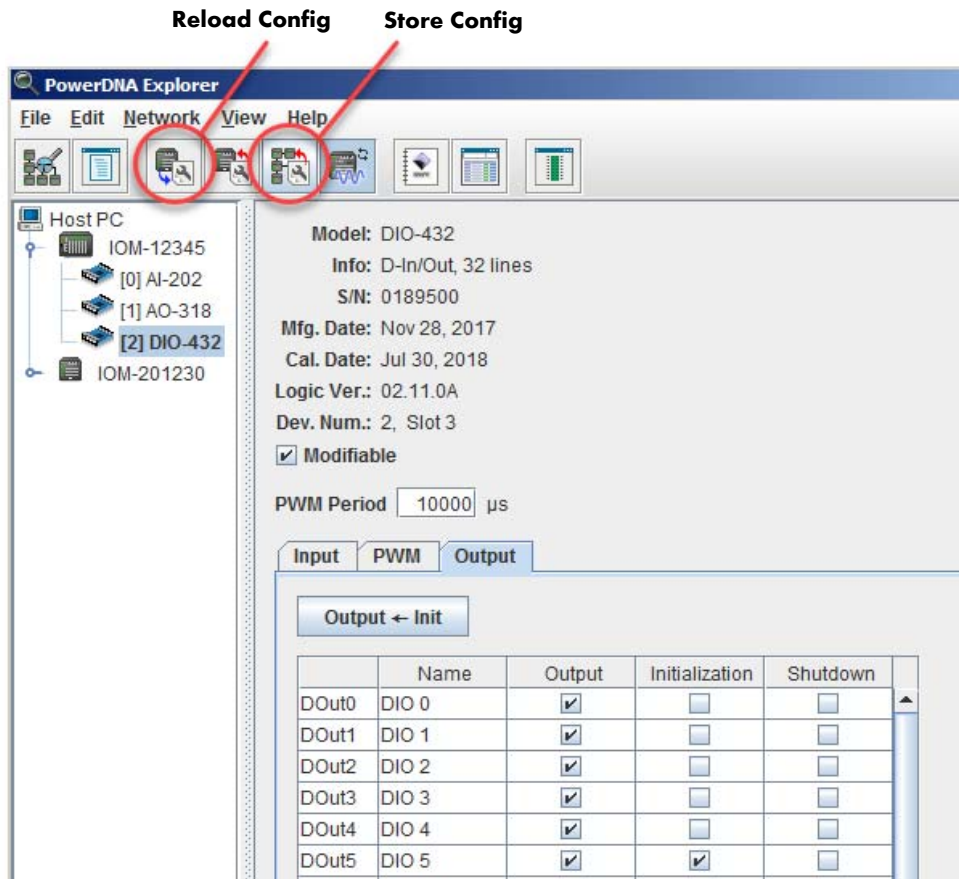 Reload Config Store Config
PowerDNA Explorer
File Edit Network View Help
Host PC
IOM-12345
[0] AI-202
[1] AO-318
[2] DIO-432
IOM-201230
Model: DIO-432
Info: D-In/Out, 32 lines
S/N: 0189500
Mfg. Date: Nov 28, 2017
Cal. Date: Jul 30, 2018
Logic Ver.: 02.11.0A
Dev. Num.: 2, Slot 3
Modifiable
PWM Period 10000 µs
Input PWM Output
Output ← Init
Name Output Initialization Shutdown
DOut0 DIO 0
DOut1 DIO 1
DOut2 DIO 2
DOut3 DIO 3
DOut4 DIO 4
DOut5 DIO 5